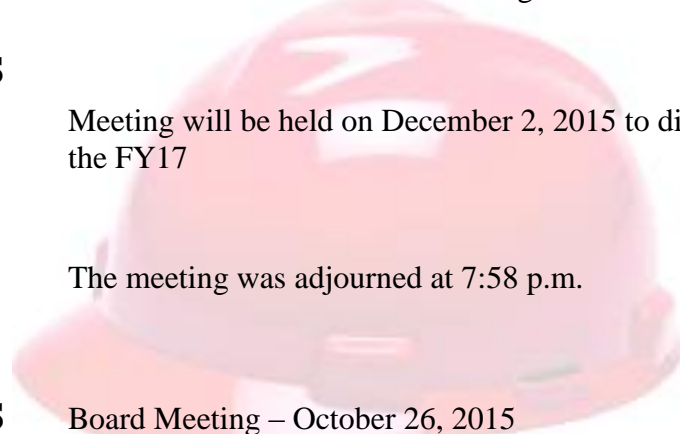 S
Meeting will be held on December 2, 2015 to di
the FY17
The meeting was adjourned at 7:58 p.m.
S Board Meeting – October 26, 2015